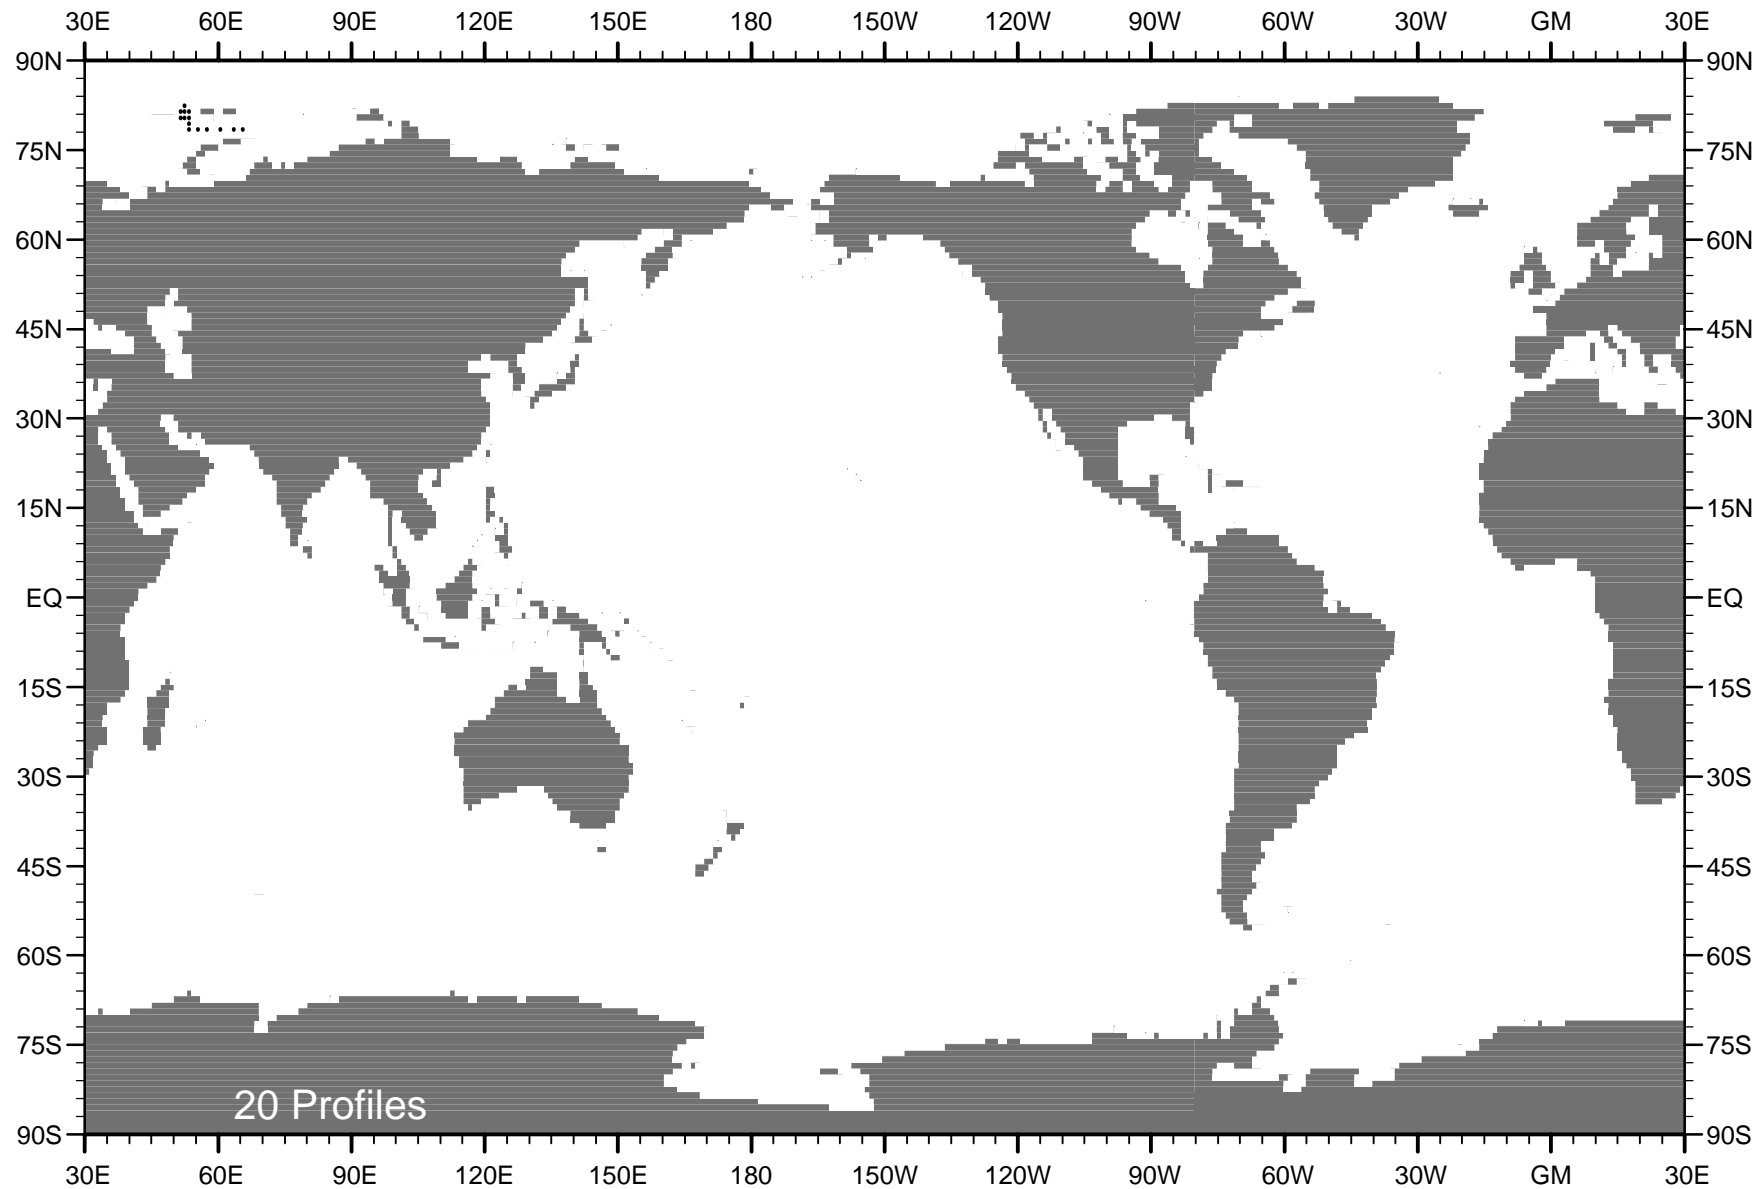 30E 60E 90E 120E 150E 180 150W 120W 90W 60W 30W GM 30E
90N 90N
75N 75N
60N 60N
45N 45N
30N 30N
15N 15N
EQ EQ
15S 15S
30S 30S
45S 45S
60S 60S
75S 75S
20 Profiles
90S 90S
30E 60E 90E 120E 150E 180 150W 120W 90W 60W 30W GM 30E